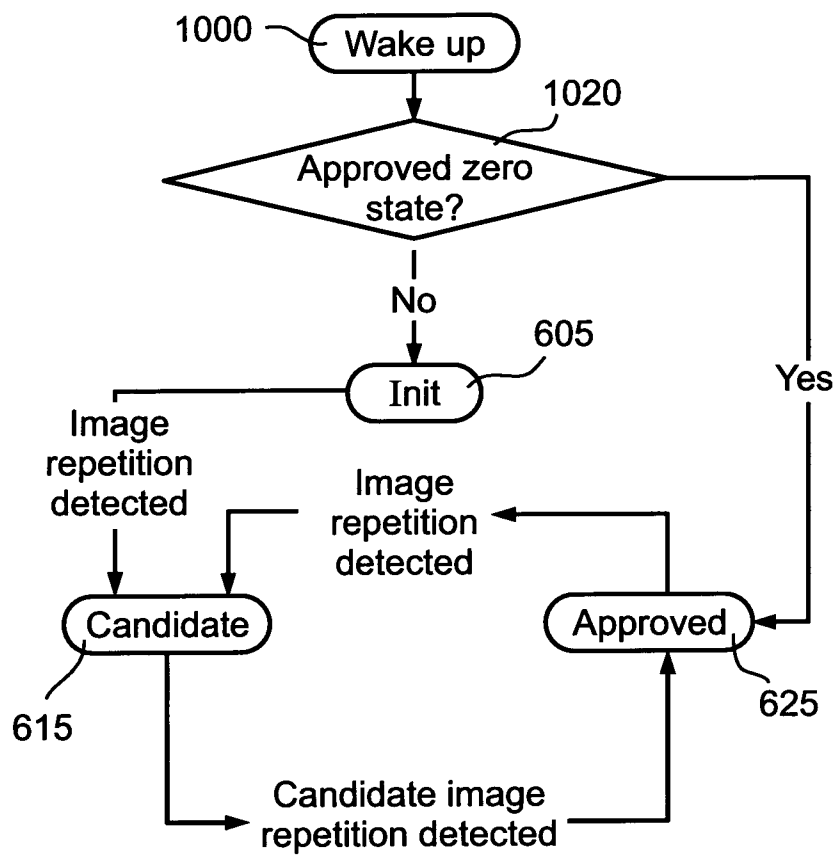 1000
Wake up
1020
Approved zero
state?
No
605
Init
Yes
Image
repetition
detected
Image
repetition
detected
Candidate
Approved
615
625
Candidate image
repetition detected